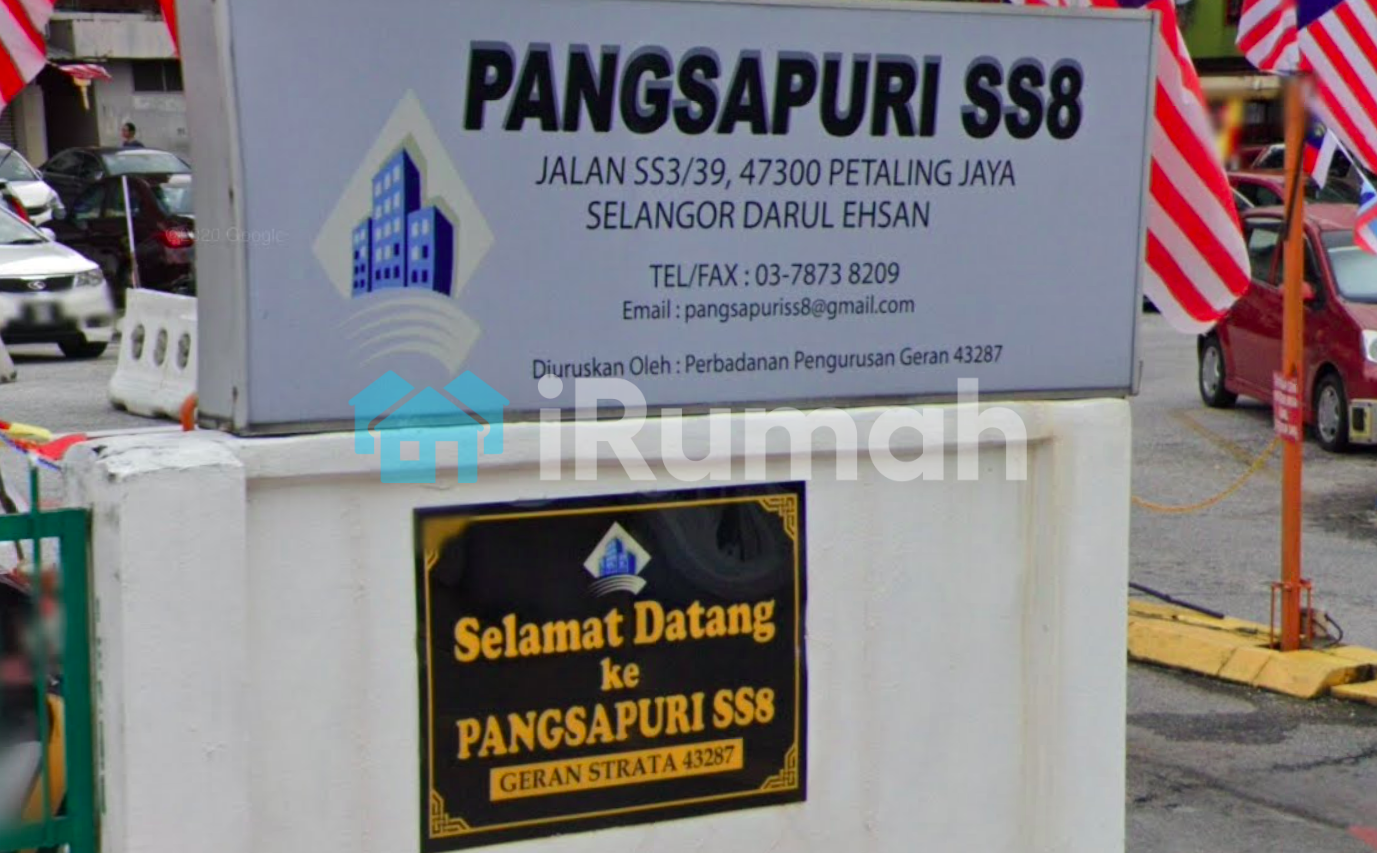 PANGSAPURI SS8
JALAN SS3/39, 47300 PETALING JAYA
SELANGOR DARUL EHSAN
TEL/FAX : 03-7873 8209
Email : pangsapuriss8@gmail.com
Diuruskan Oleh : Perbadanan Pengurusan Geran 43287
iRumah
Selamat Datang
ke
PANGSAPURI SS8
GERAN STRATA 43287